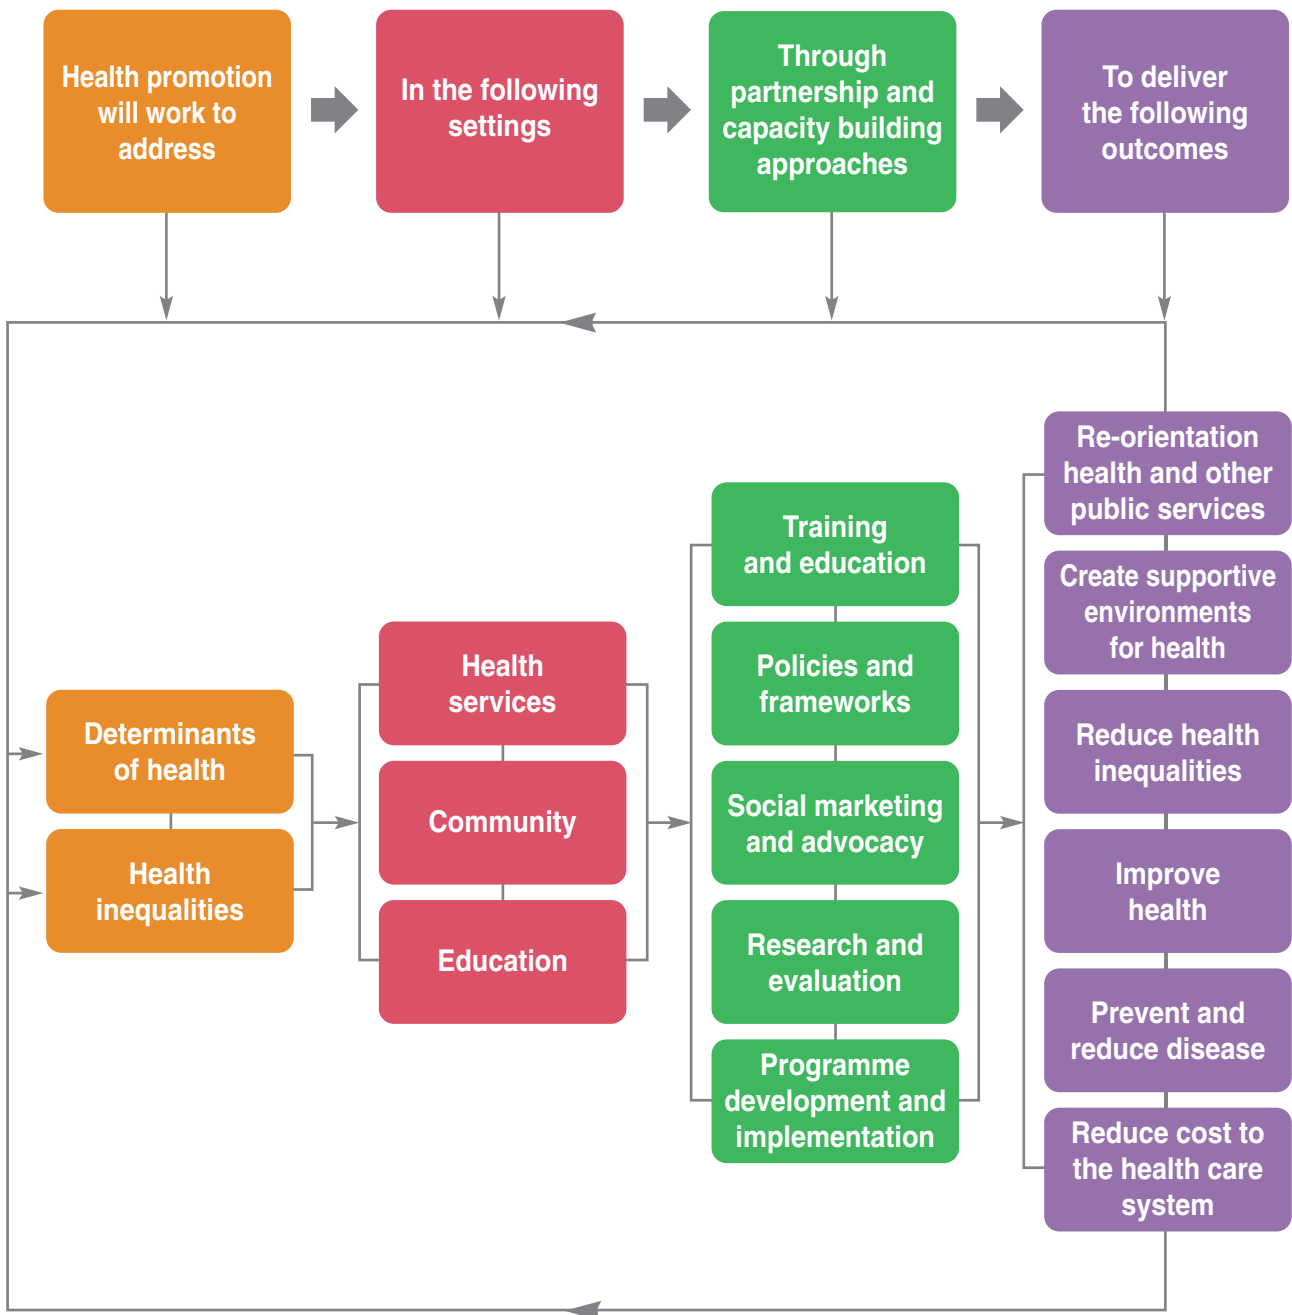 Health promotion
will work to
address
In the following
settings
Through
partnership and
capacity building
approaches
To deliver
the following
outcomes
Determinants
of health
Health
inequalities
Health
services
Community
Education
Training
and education
Policies and
frameworks
Social marketing
and advocacy
Research and
evaluation
Programme
development and
implementation
Re-orientation
health and other
public services
Create supportive
environments
for health
Reduce health
inequalities
Improve
health
Prevent and
reduce disease
Reduce cost to
the health care
system